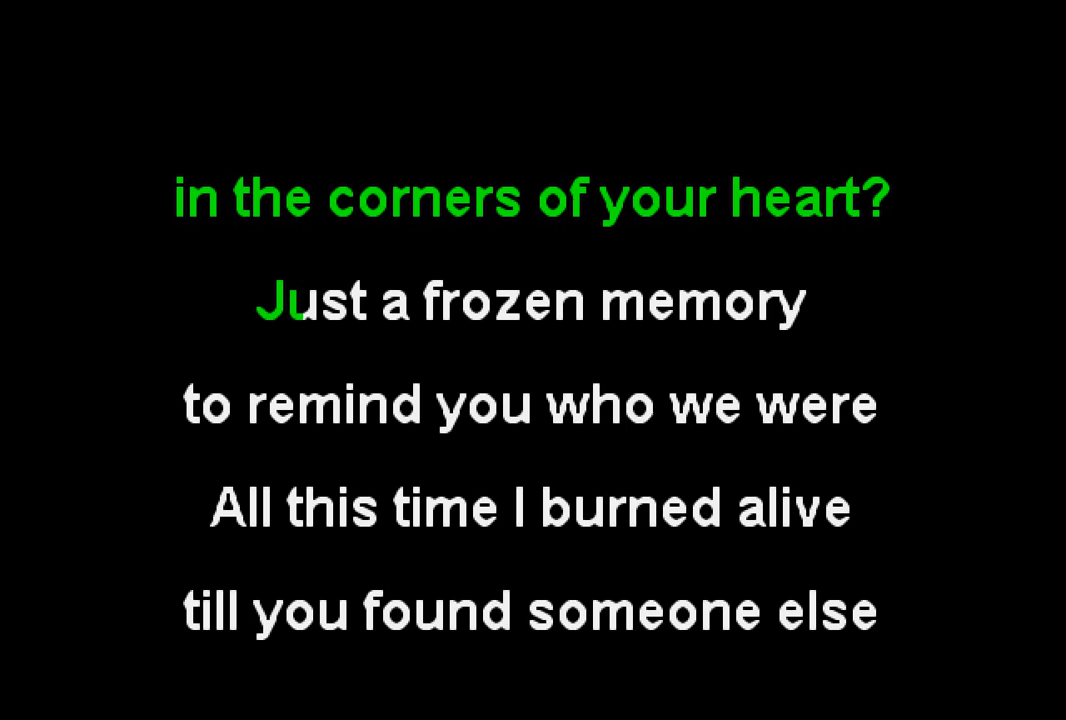 in the corners of your heart?
Just a frozen memory
to remind you who we were
All this time I burned alive
till you found someone else